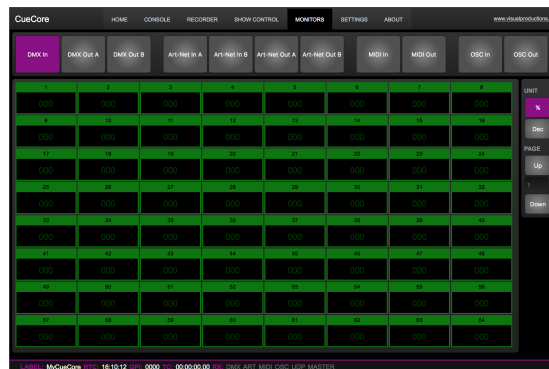 CueCore HOME CONSOLE RECORDER SHOW CONTROL MONITORS SETTINGS ABOUT www.visualproductions.
DMX In DMX Out A DMX Out B Art-Net In A Art-Net In B Art-Net Out A Art-Net Out B MIDI In MIDI Out OSC In OSC Out
1 2 3 4 5 6 7 8
000 000 000 000 000 000 000 000
9 10 11 12 13 14 15 16
000 000 000 000 000 000 000 000
17 18 19 20 21 22 23 24
000 000 000 000 000 000 000 000
25 26 27 28 29 30 31 32
000 000 000 000 000 000 000 000
33 34 35 36 37 38 39 40
000 000 000 000 000 000 000 000
41 42 43 44 45 46 47 48
000 000 000 000 000 000 000 000
49 50 51 52 53 54 55 56
000 000 000 000 000 000 000 000
57 58 59 60 61 62 63 64
000 000 000 000 000 000 000 000
UNIT
%
Dec
PAGE
Up
1
Down
LABEL: MyCueCore RTC: 16:10:12 GPI: 0000 TC: 00:00:00.00 RX: DMX ART MIDI OSC UDP MASTER